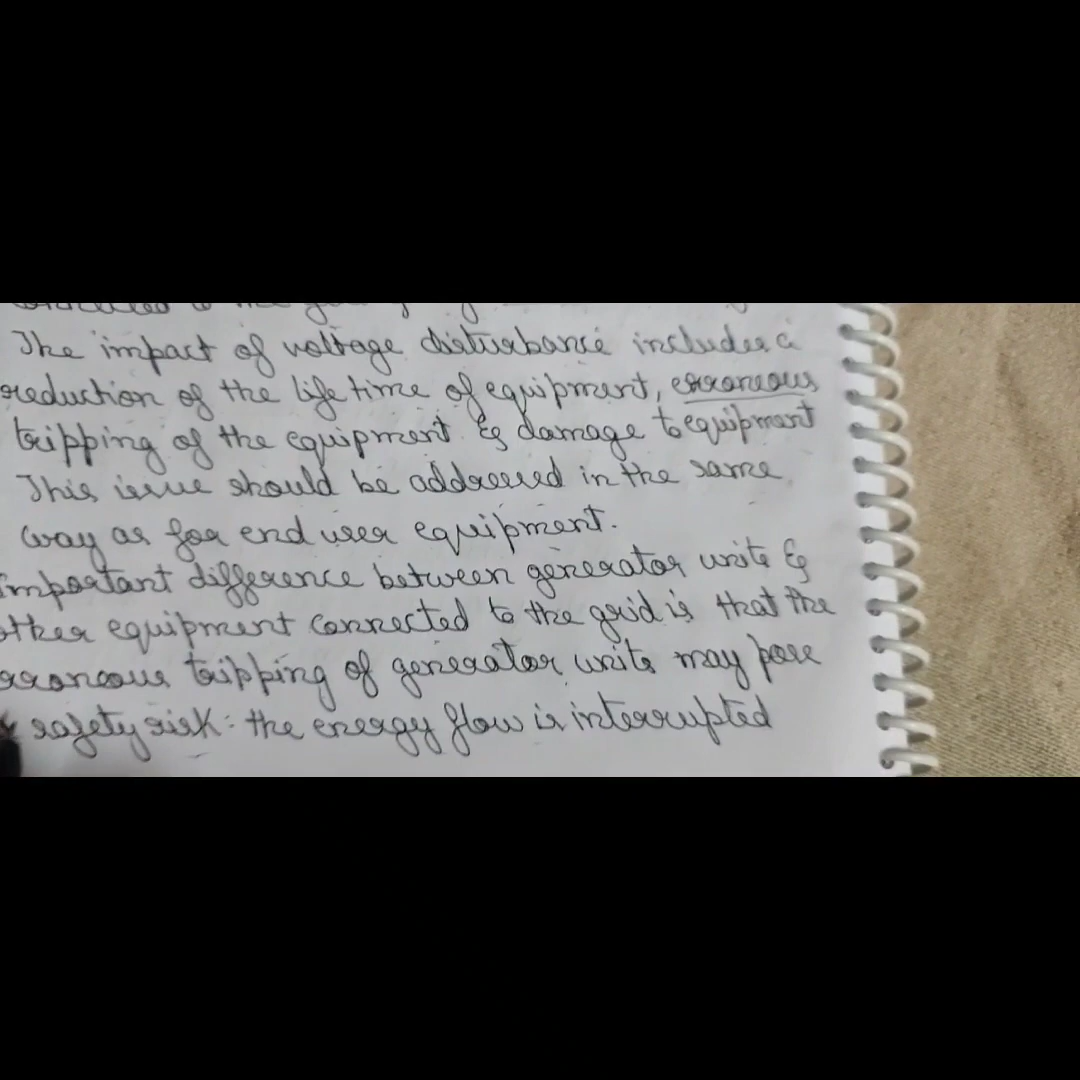 The impact of voltage disturbance includes a
reduction of the life time of equipment, erroneous
tripping of the equipment & damage to equipment
This issue should be addressed in the same
way as for end user equipment.
important difference between generator units &
other equipment connected to the grid is that the
erroneous tripping of generator units may pose
safety risk : the energy flow is interrupted